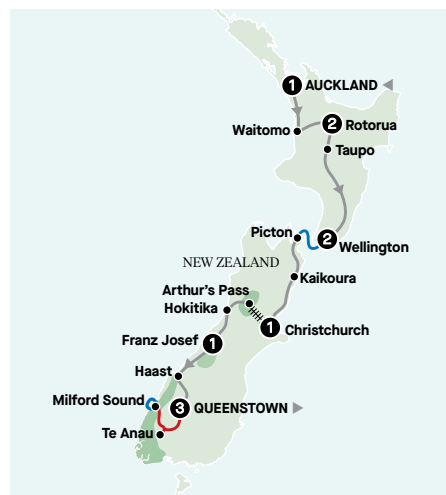 1 AUCKLAND
Waitomo
2 Rotorua
Taupo
Picton
2 Wellington
NEW ZEALAND
Kaikoura
Arthur's Pass
Hokitika
1 Christchurch
Franz Josef 1
Haast
Milford Sound
3 QUEENSTOWN
Te Anau